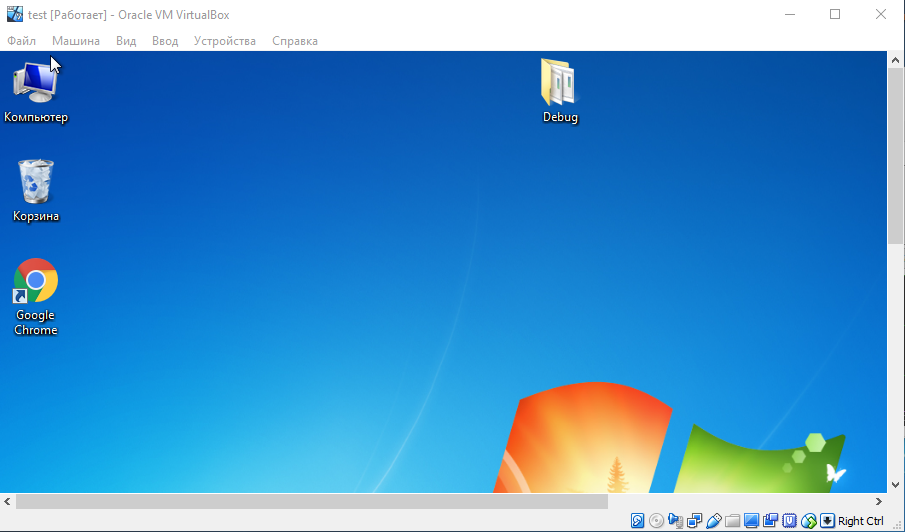 test [Работает] - Oracle VM VirtualBox
Файл Машина Вид Ввод Устройства Справка
Компьютер
Debug
Корзина
Google
Chrome
Right Ctrl